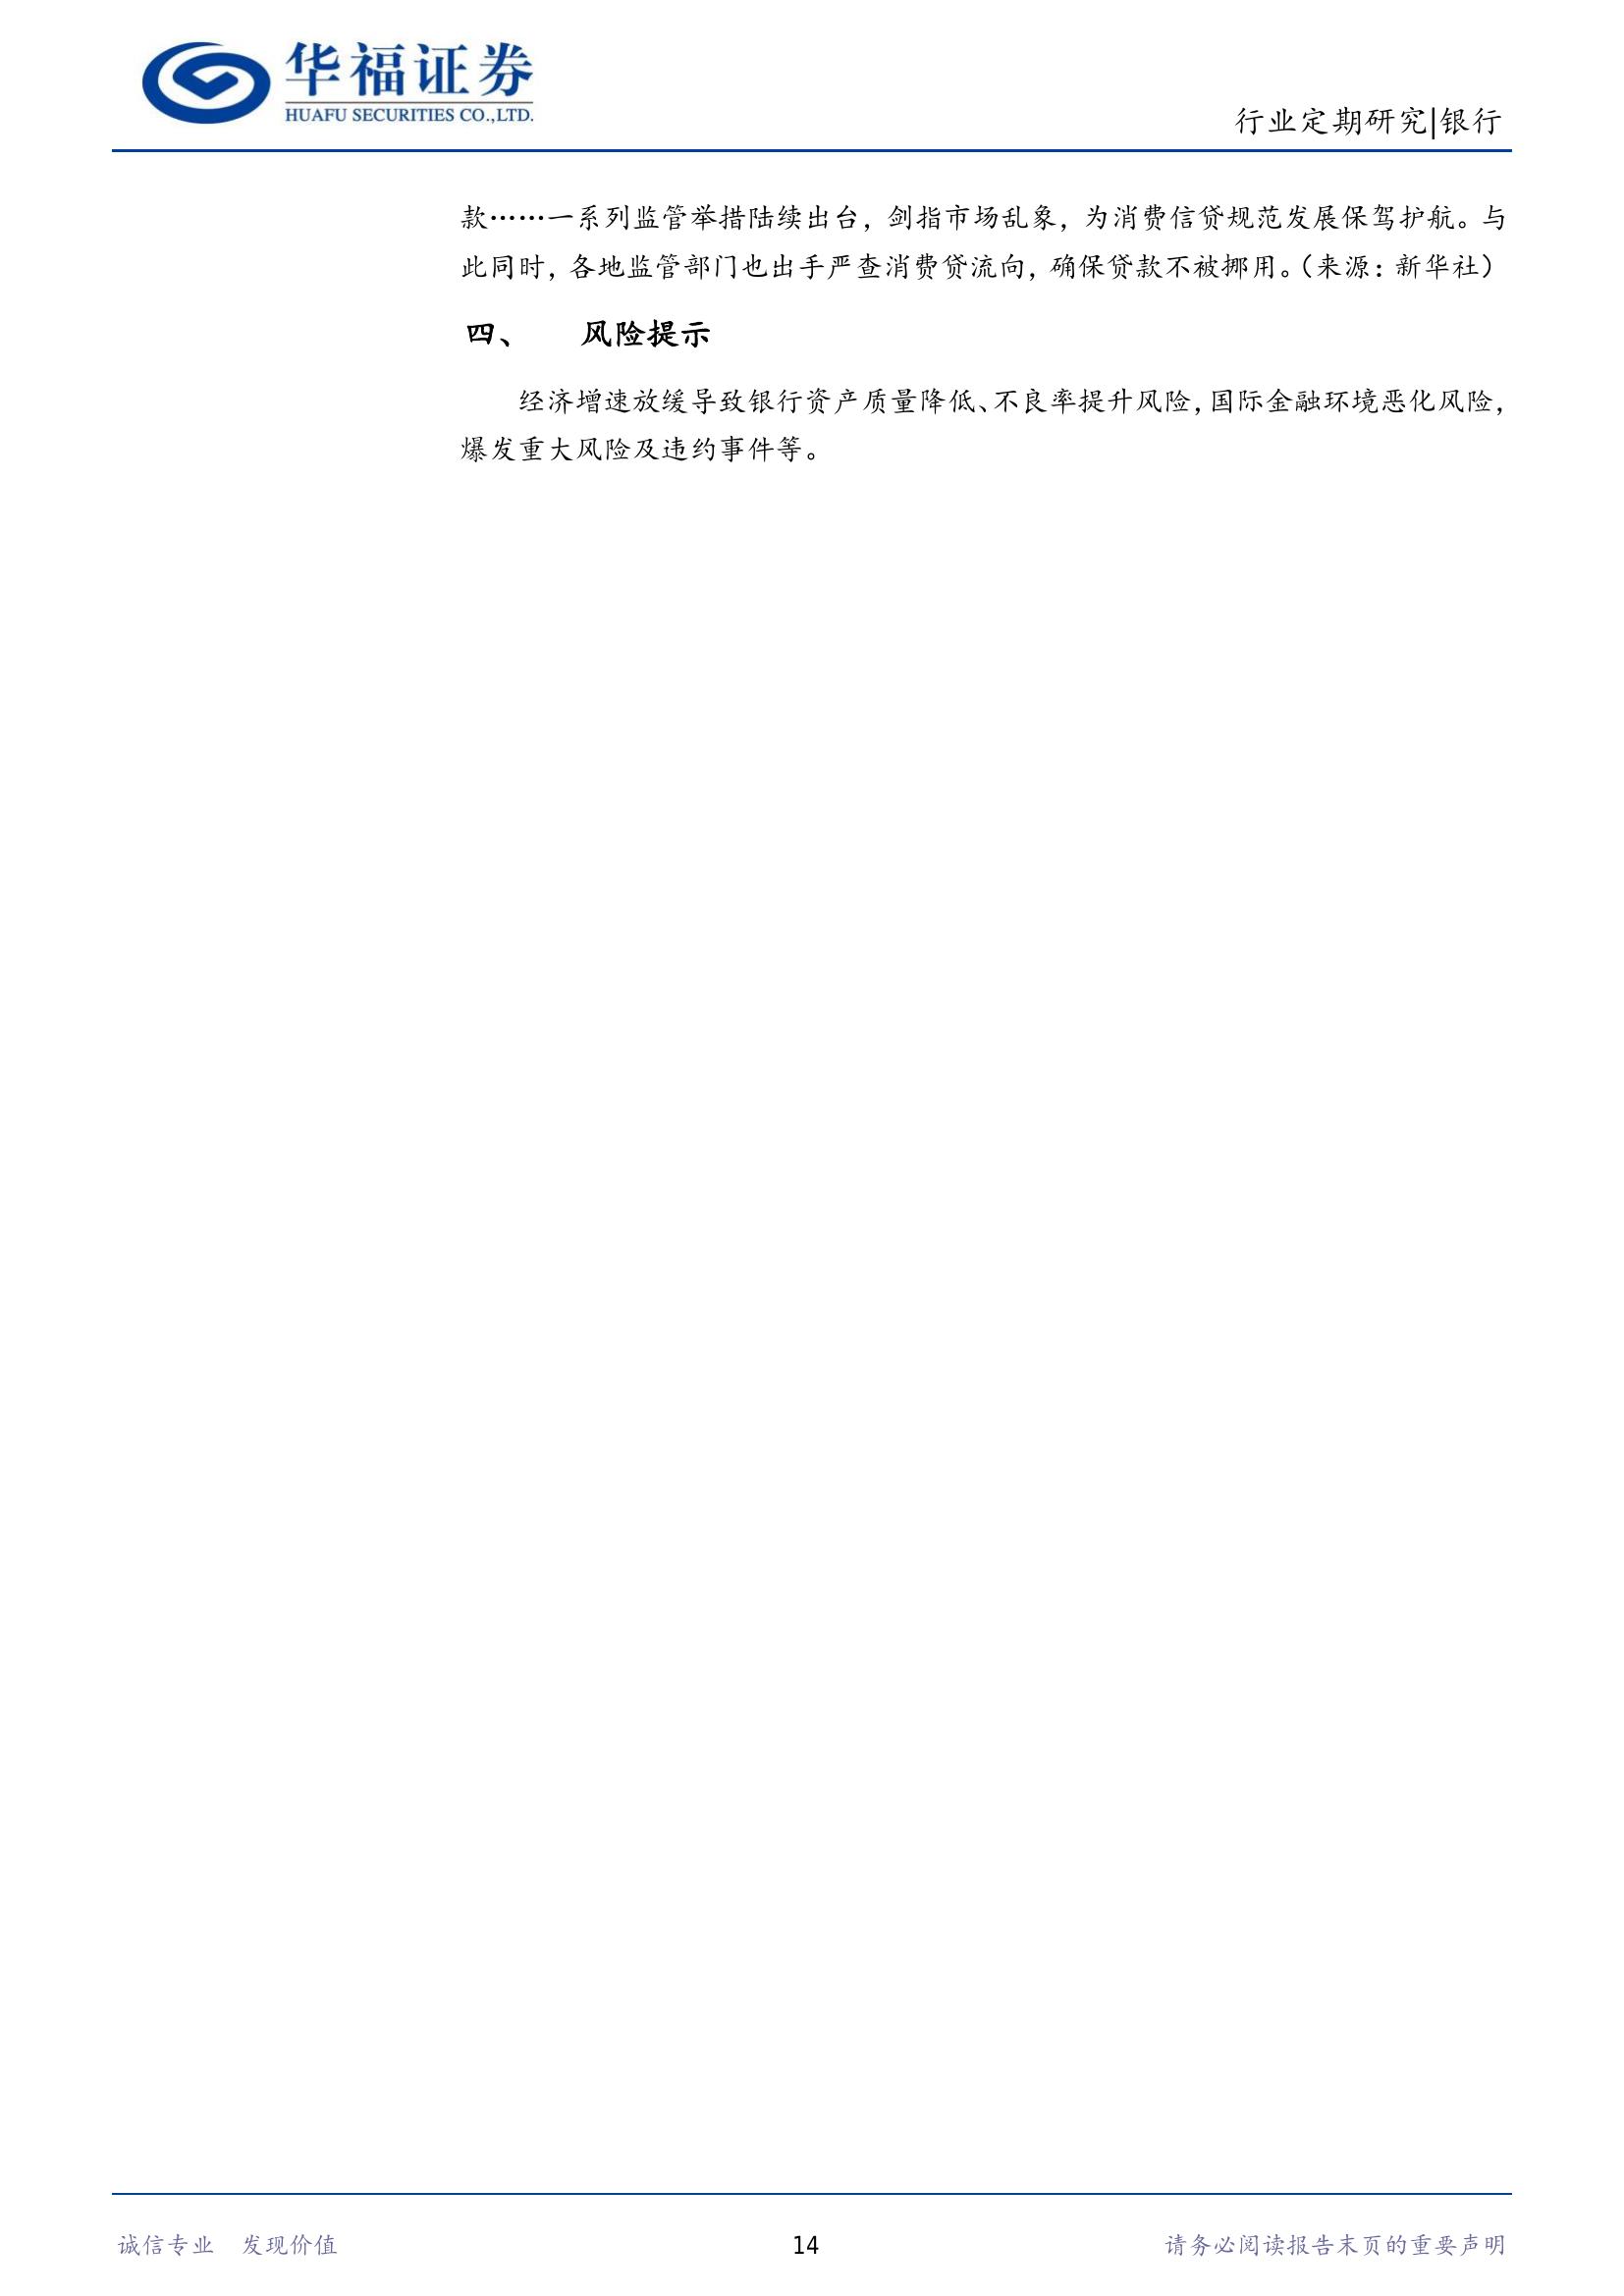 华福证券
HUAFU SECURITIES CO.,LTD.
行业定期研究|银行
款……一系列监管举措陆续出台，剑指市场乱象，为消费信贷规范发展保驾护航。与
此同时，各地监管部门也出手严查消费贷流向，确保贷款不被挪用。（来源：新华社）
四、 风险提示
经济增速放缓导致银行资产质量降低、不良率提升风险，国际金融环境恶化风险，
爆发重大风险及违约事件等。
诚信专业 发现价值
14
请务必阅读报告末页的重要声明